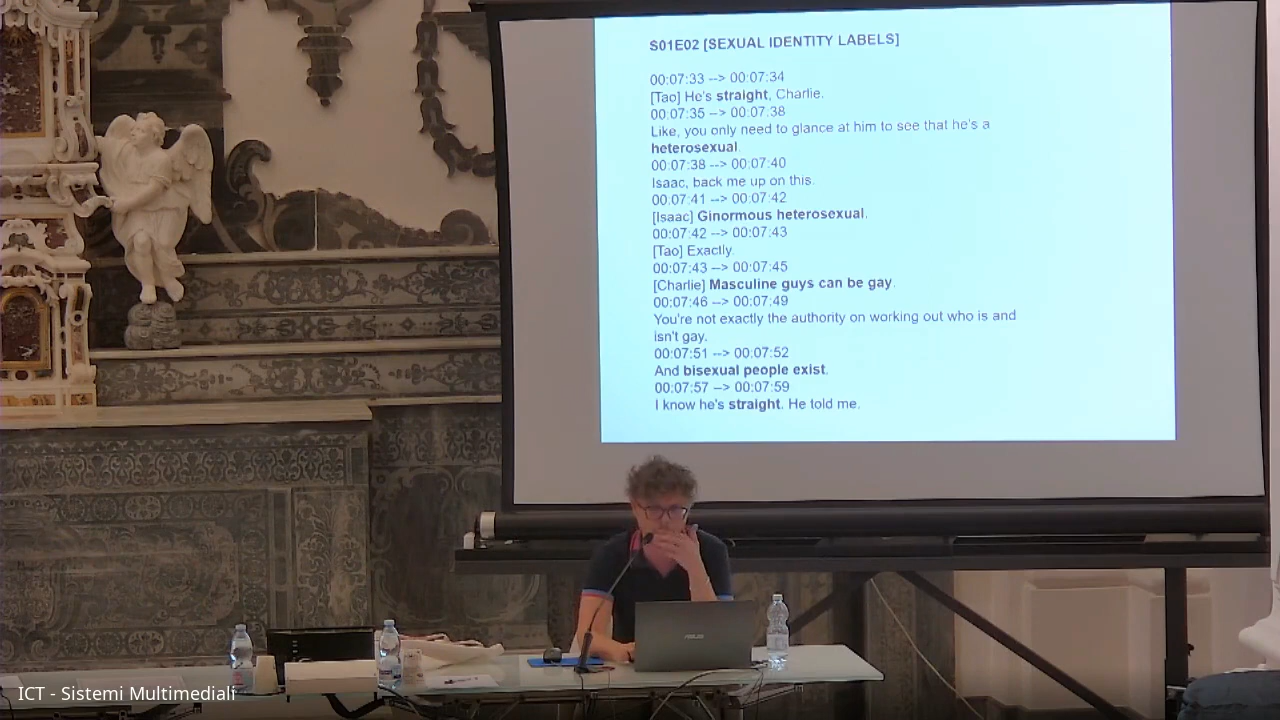 S01E02 [SEXUAL IDENTITY LABELS]
00:07:33 --> 00:07:34
[Tao] He's straight, Charlie.
00:07:35 --> 00:07:38
Like, you only need to glance at him to see that he's a
heterosexual.
00:07:38 --> 00:07:40
Isaac, back me up on this.
00:07:41 --> 00:07:42
[Isaac] Ginormous heterosexual.
00:07:42 --> 00:07:43
[Tao] Exactly.
00:07:43 --> 00:07:45
[Charlie] Masculine guys can be gay.
00:07:46 --> 00:07:49
You're not exactly the authority on working out who is and
isn't gay.
00:07:51 --> 00:07:52
And bisexual people exist.
00:07:57 --> 00:07:59
I know he's straight. He told me.
ASUS
ICT - Sistemi Multimediali